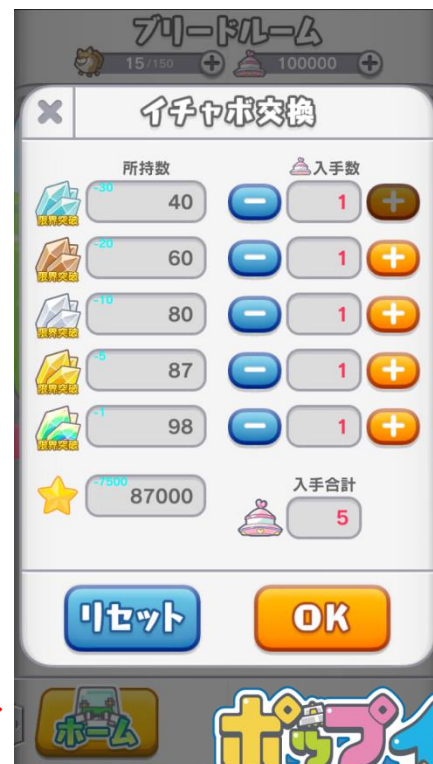 ブリードルーム
15/150
100000
イチャボ交換
所持数
入手数
-30
40
1
限界突破
-20
60
1
限界突破
-10
80
1
限界突破
-5
87
1
限界突破
-1
98
1
限界突破
-7500
87000
入手合計
5
リセット
OK
ホーム
ポップ